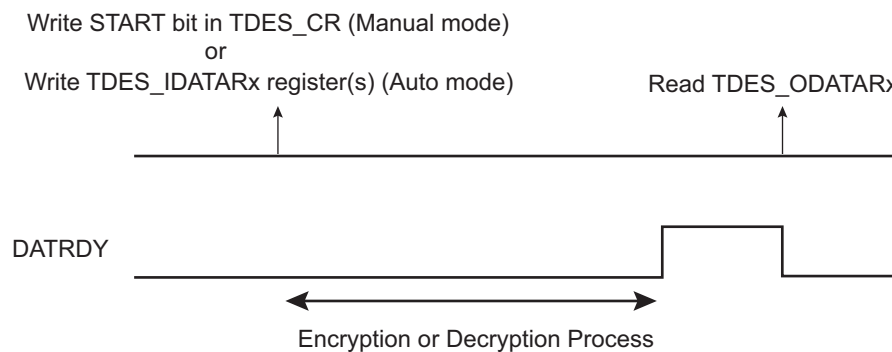 Write START bit in TDES_CR (Manual mode)
or
Write TDES_IDATARx register(s) (Auto mode)
Read TDES_ODATARx
DATRDY
Encryption or Decryption Process